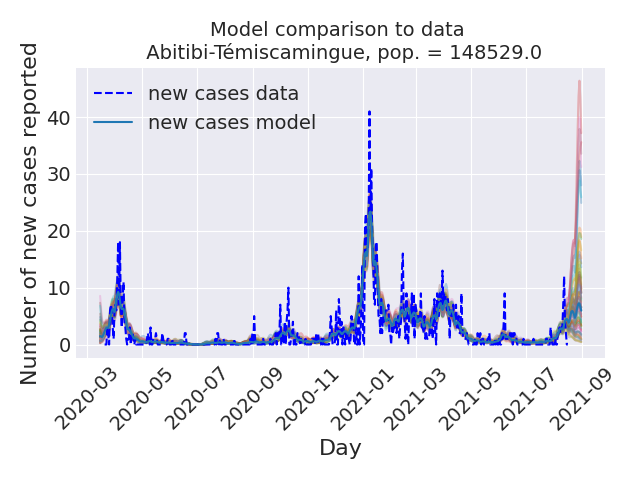 Model comparison to data
Abitibi-Témiscamingue, pop. = 148529.0
Number of new cases reported
40
30
20
10
0
new cases data
new cases model
2020-03
2020-05
2020-07
2020-09
2020-11
2021-01
2021-03
2021-05
2021-07
2021-09
Day